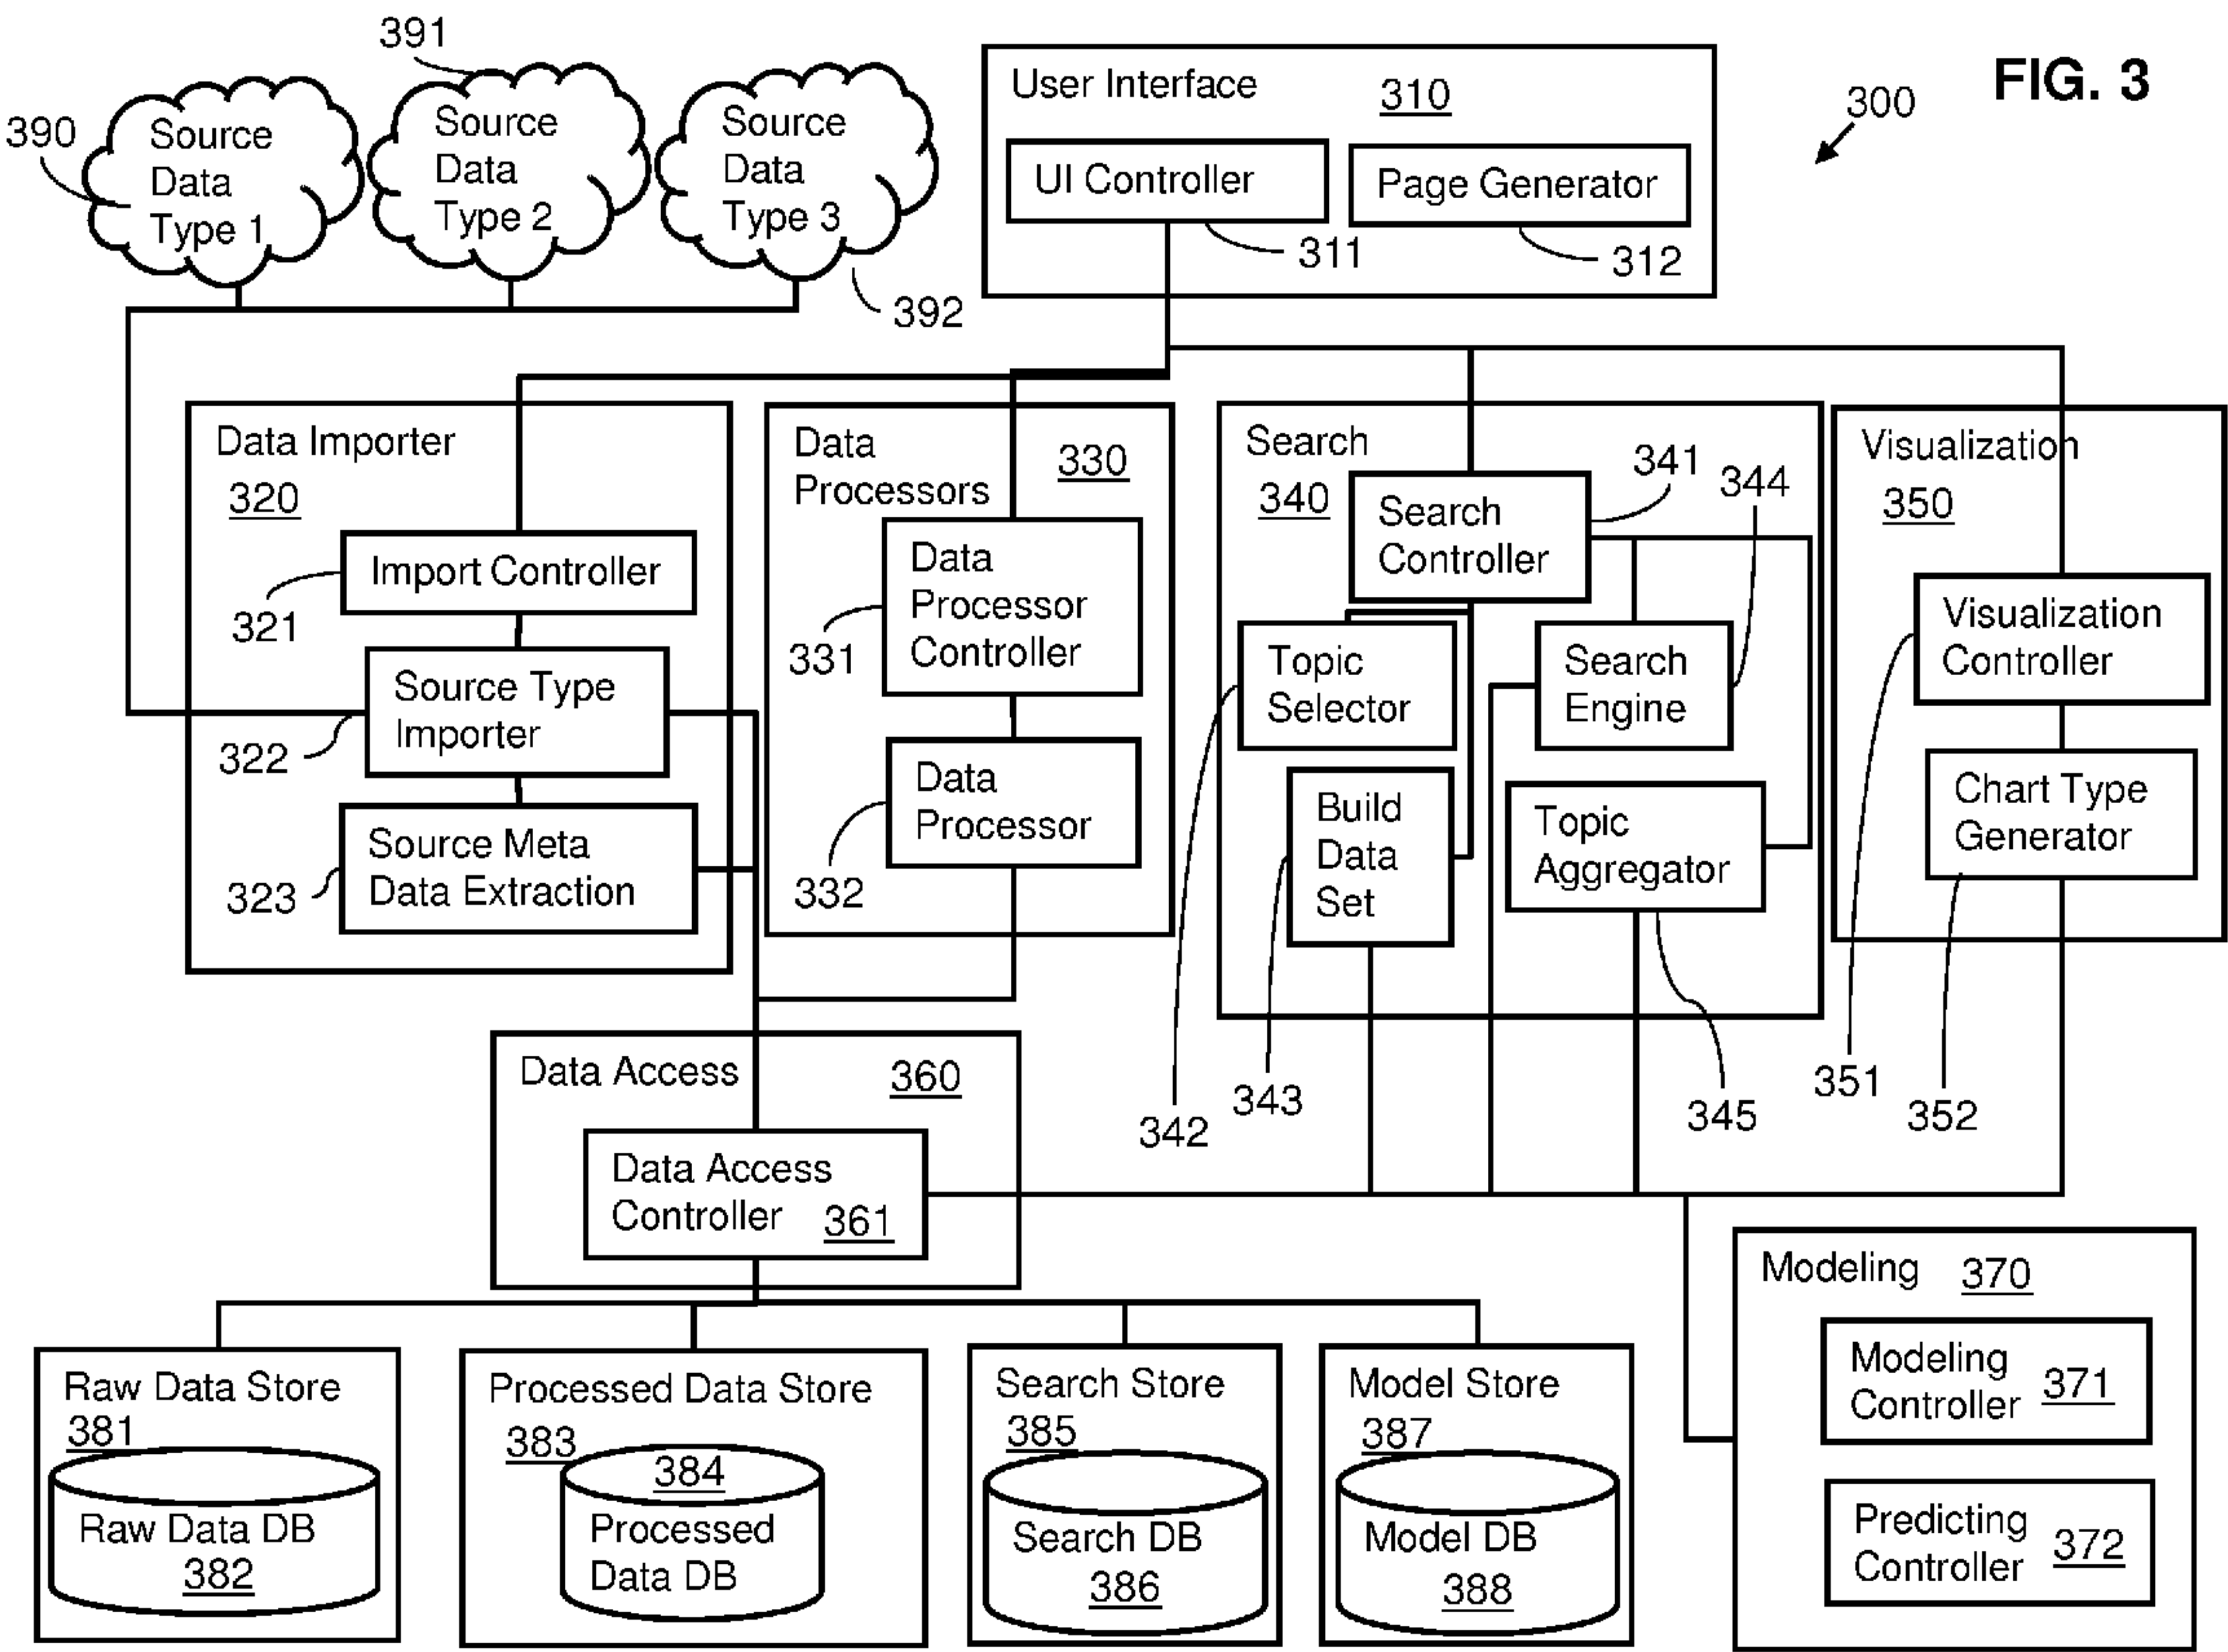 391
390
Source
Data
Type 1
Source
Data
Type 2
Source
Data
Type 3
392
User Interface 310
UI Controller
311
Page Generator
312
FIG. 3
300
Data Importer
320
Import Controller
321
Source Type
Importer
322
Source Meta
Data Extraction
323
Data
Processors
330
Data
Processor
Controller
331
Data
Processor
332
Search
340
341
344
Search
Controller
Topic
Selector
Search
Engine
Build
Data
Set
Topic
Aggregator
342
343
345
Visualization
350
Visualization
Controller
Chart Type
Generator
351
352
Data Access 360
Data Access
Controller 361
Modeling 370
Modeling
Controller 371
Predicting
Controller 372
Raw Data Store
381
Raw Data DB
382
Processed Data Store
383
384
Processed
Data DB
Search Store
385
Search DB
386
Model Store
387
Model DB
388